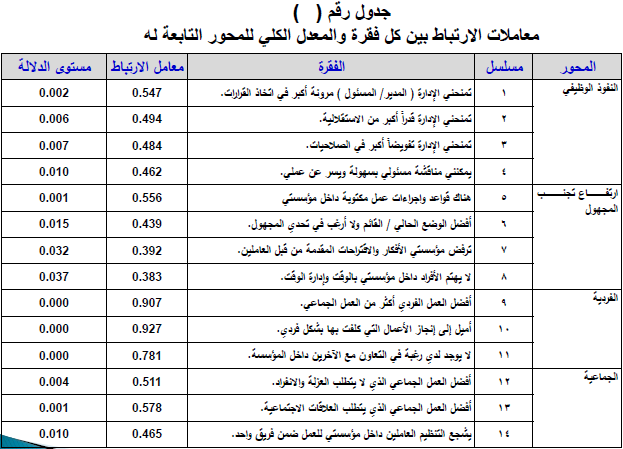 جدول رقم (   )
معاملات الارتباط بين كل فقرة والمعدل الكلي للمحور التابعة له
المحور مسلسل الفقرة معامل الارتباط مستوى الدلالة
النفوذ الوظيفي ١ تمنحني الإدارة ( المدير/ المسئول ) مرونة أكبر في اتخاذ القرارات. 0.547 0.002
٢ تمنحني الإدارة قدراً أكبر من الاستقلالية. 0.494 0.006
٣ تمنحني الإدارة تفويضاً أكبر في الصلاحيات. 0.484 0.007
٤ يمكنني مناقشة مسئولي بسهولة ويسر عن عملي. 0.462 0.010
ارتفاع تجنب المجهول ٥ هناك قواعد واجراءات عمل مكتوبة داخل مؤسستي 0.556 0.001
٦ أفضل الوضع الحالي / القائم ولا أرغب في تحدي المجهول. 0.439 0.015
٧ ترفض مؤسستي الأفكار والاقتراحات المقدمة من قبل العاملين. 0.392 0.032
٨ لا يهتم الأفراد داخل مؤسستي بالوقت وإدارة الوقت. 0.383 0.037
الفردية ٩ أفضل العمل الفردي أكثر من العمل الجماعي. 0.907 0.000
١٠ أميل إلى إنجاز الأعمال التي كلفت بها بشكل فردي. 0.927 0.000
١١ لا يوجد لدي رغبة في التعاون مع الآخرين داخل المؤسسة. 0.781 0.000
الجماعية ١٢ أفضل العمل الجماعي الذي لا يتطلب العزلة والانفراد. 0.511 0.004
١٣ أفضل العمل الجماعي الذي يتطلب العلاقات الاجتماعية. 0.578 0.001
١٤ يشجع التنظيم العاملين داخل مؤسستي للعمل ضمن فريق واحد. 0.465 0.010